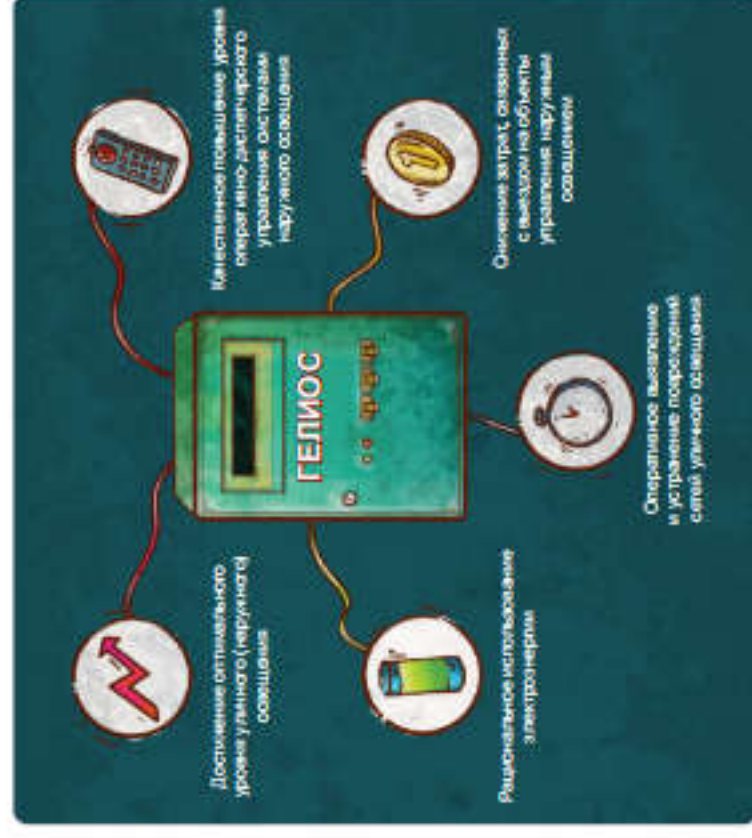 Достижение оптимального
уровня уличного (наружного)
освещения
Качественное повышение уровня
оперативно-диспетчерского
управления системами
наружного освещения
ГЕЛИОС
Рациональное использование
электроэнергии
Снижение затрат, связанных
с выездом на объекты
управления наружным
освещением
Оперативное выявление
и устранение повреждений
сетей уличного освещения